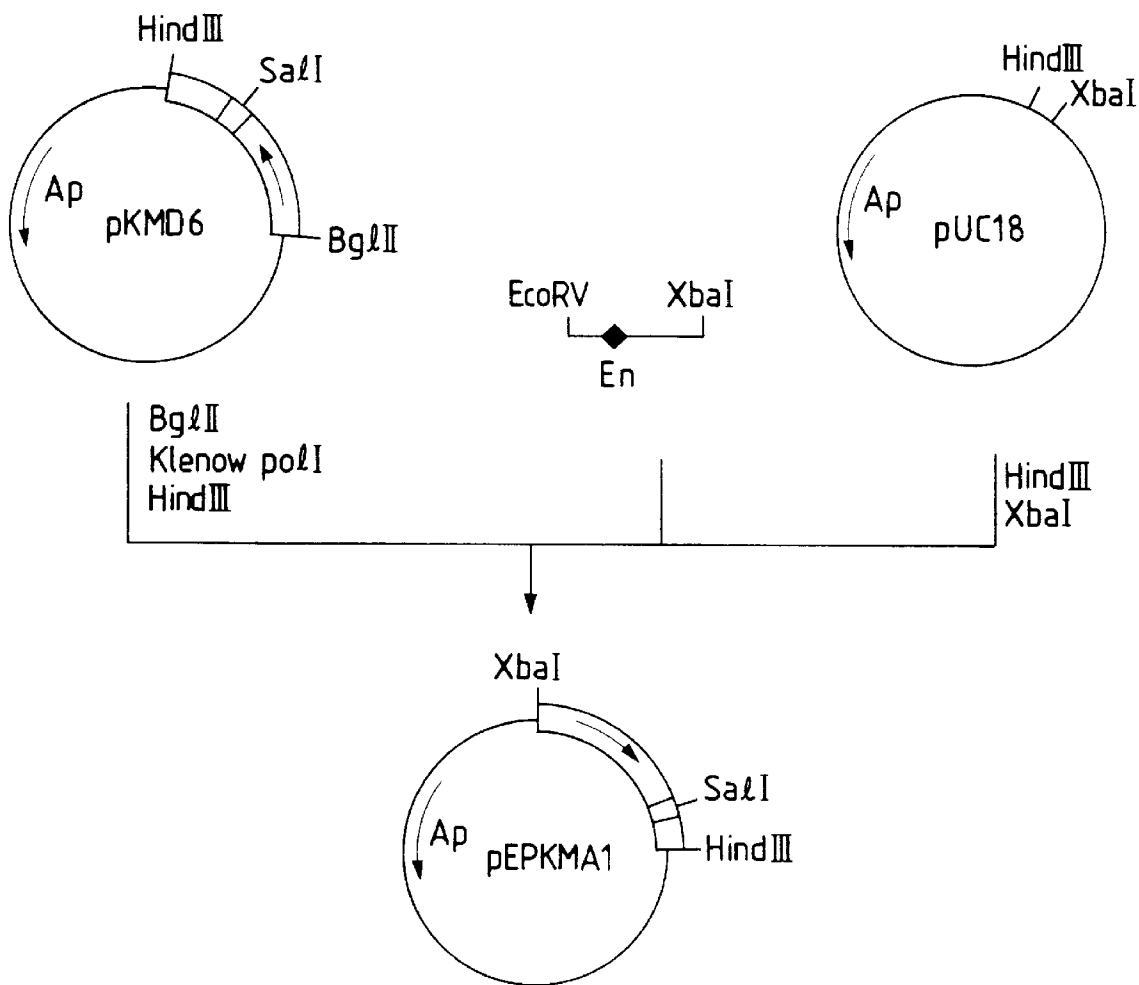 HindⅢ
SalI
Ap
pKMD6
BglⅡ
HindⅢ
XbaI
Ap
pUC18
EcoRV XbaI
En
BglⅡ
Klenow polI
HindⅢ
HindⅢ
XbaI
XbaI
SalI
HindⅢ
Ap
pEPKMA1